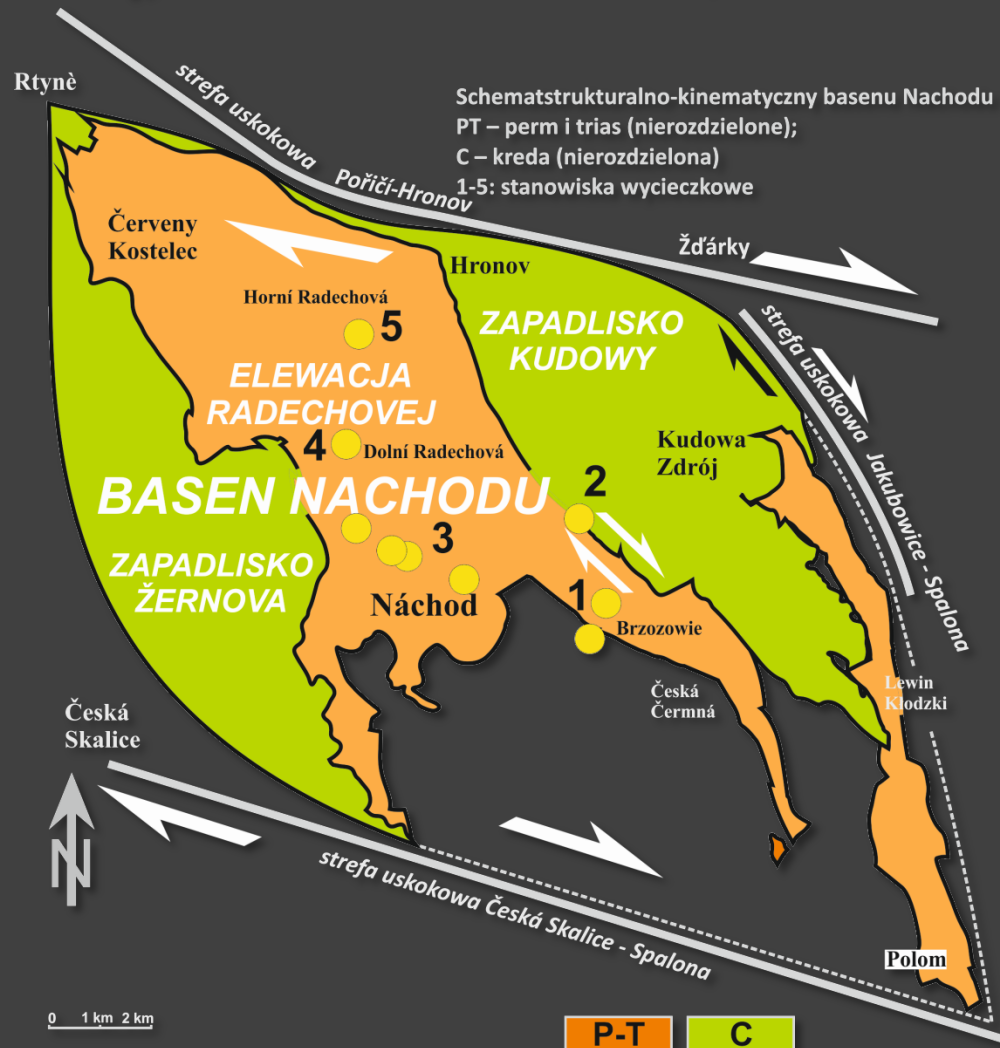 Rtynè
strefa uskokowa
Pořičí-Hronov
Schematstrukturalno-kinematyczny basenu Nachodu
PT – perm i trias (nierozdzielone);
C – kreda (nierozdzielona)
1-5: stanowiska wycieczkowe
Červeny
Kostelec
Žďárky
Hronov
Horní Radechová
5
ZAPADLISKO
KUDOWY
strefa uskokowa Jakubowice - Spalona
ELEWACJA
RADECHOVEJ
4
Dolní Radechová
Kudowa
Zdrój
BASEN NACHODU
2
3
ZAPADLISKO
ŽERNOVA
Náchod
1
Brzozowie
Česká
Čermná
Lewin
Kłodzki
Česká
Skalice
N
strefa uskokowa Česká Skalice - Spalona
Polom
0 1 km 2 km
P-T
C